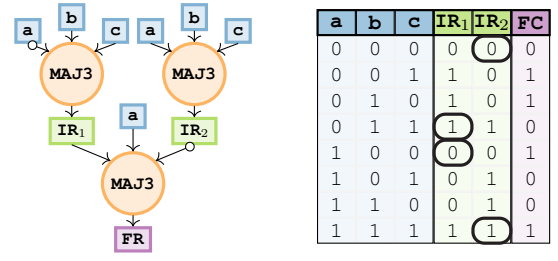 b b
a c a c
MAJ3 MAJ3
IR₁ a IR₂
MAJ3
FR
a b c IR₁ IR₂ FC
0 0 0 0 0 0
0 0 1 1 0 1
0 1 0 1 0 1
0 1 1 1 1 0
1 0 0 0 0 1
1 0 1 0 1 0
1 1 0 0 1 0
1 1 1 1 1 1